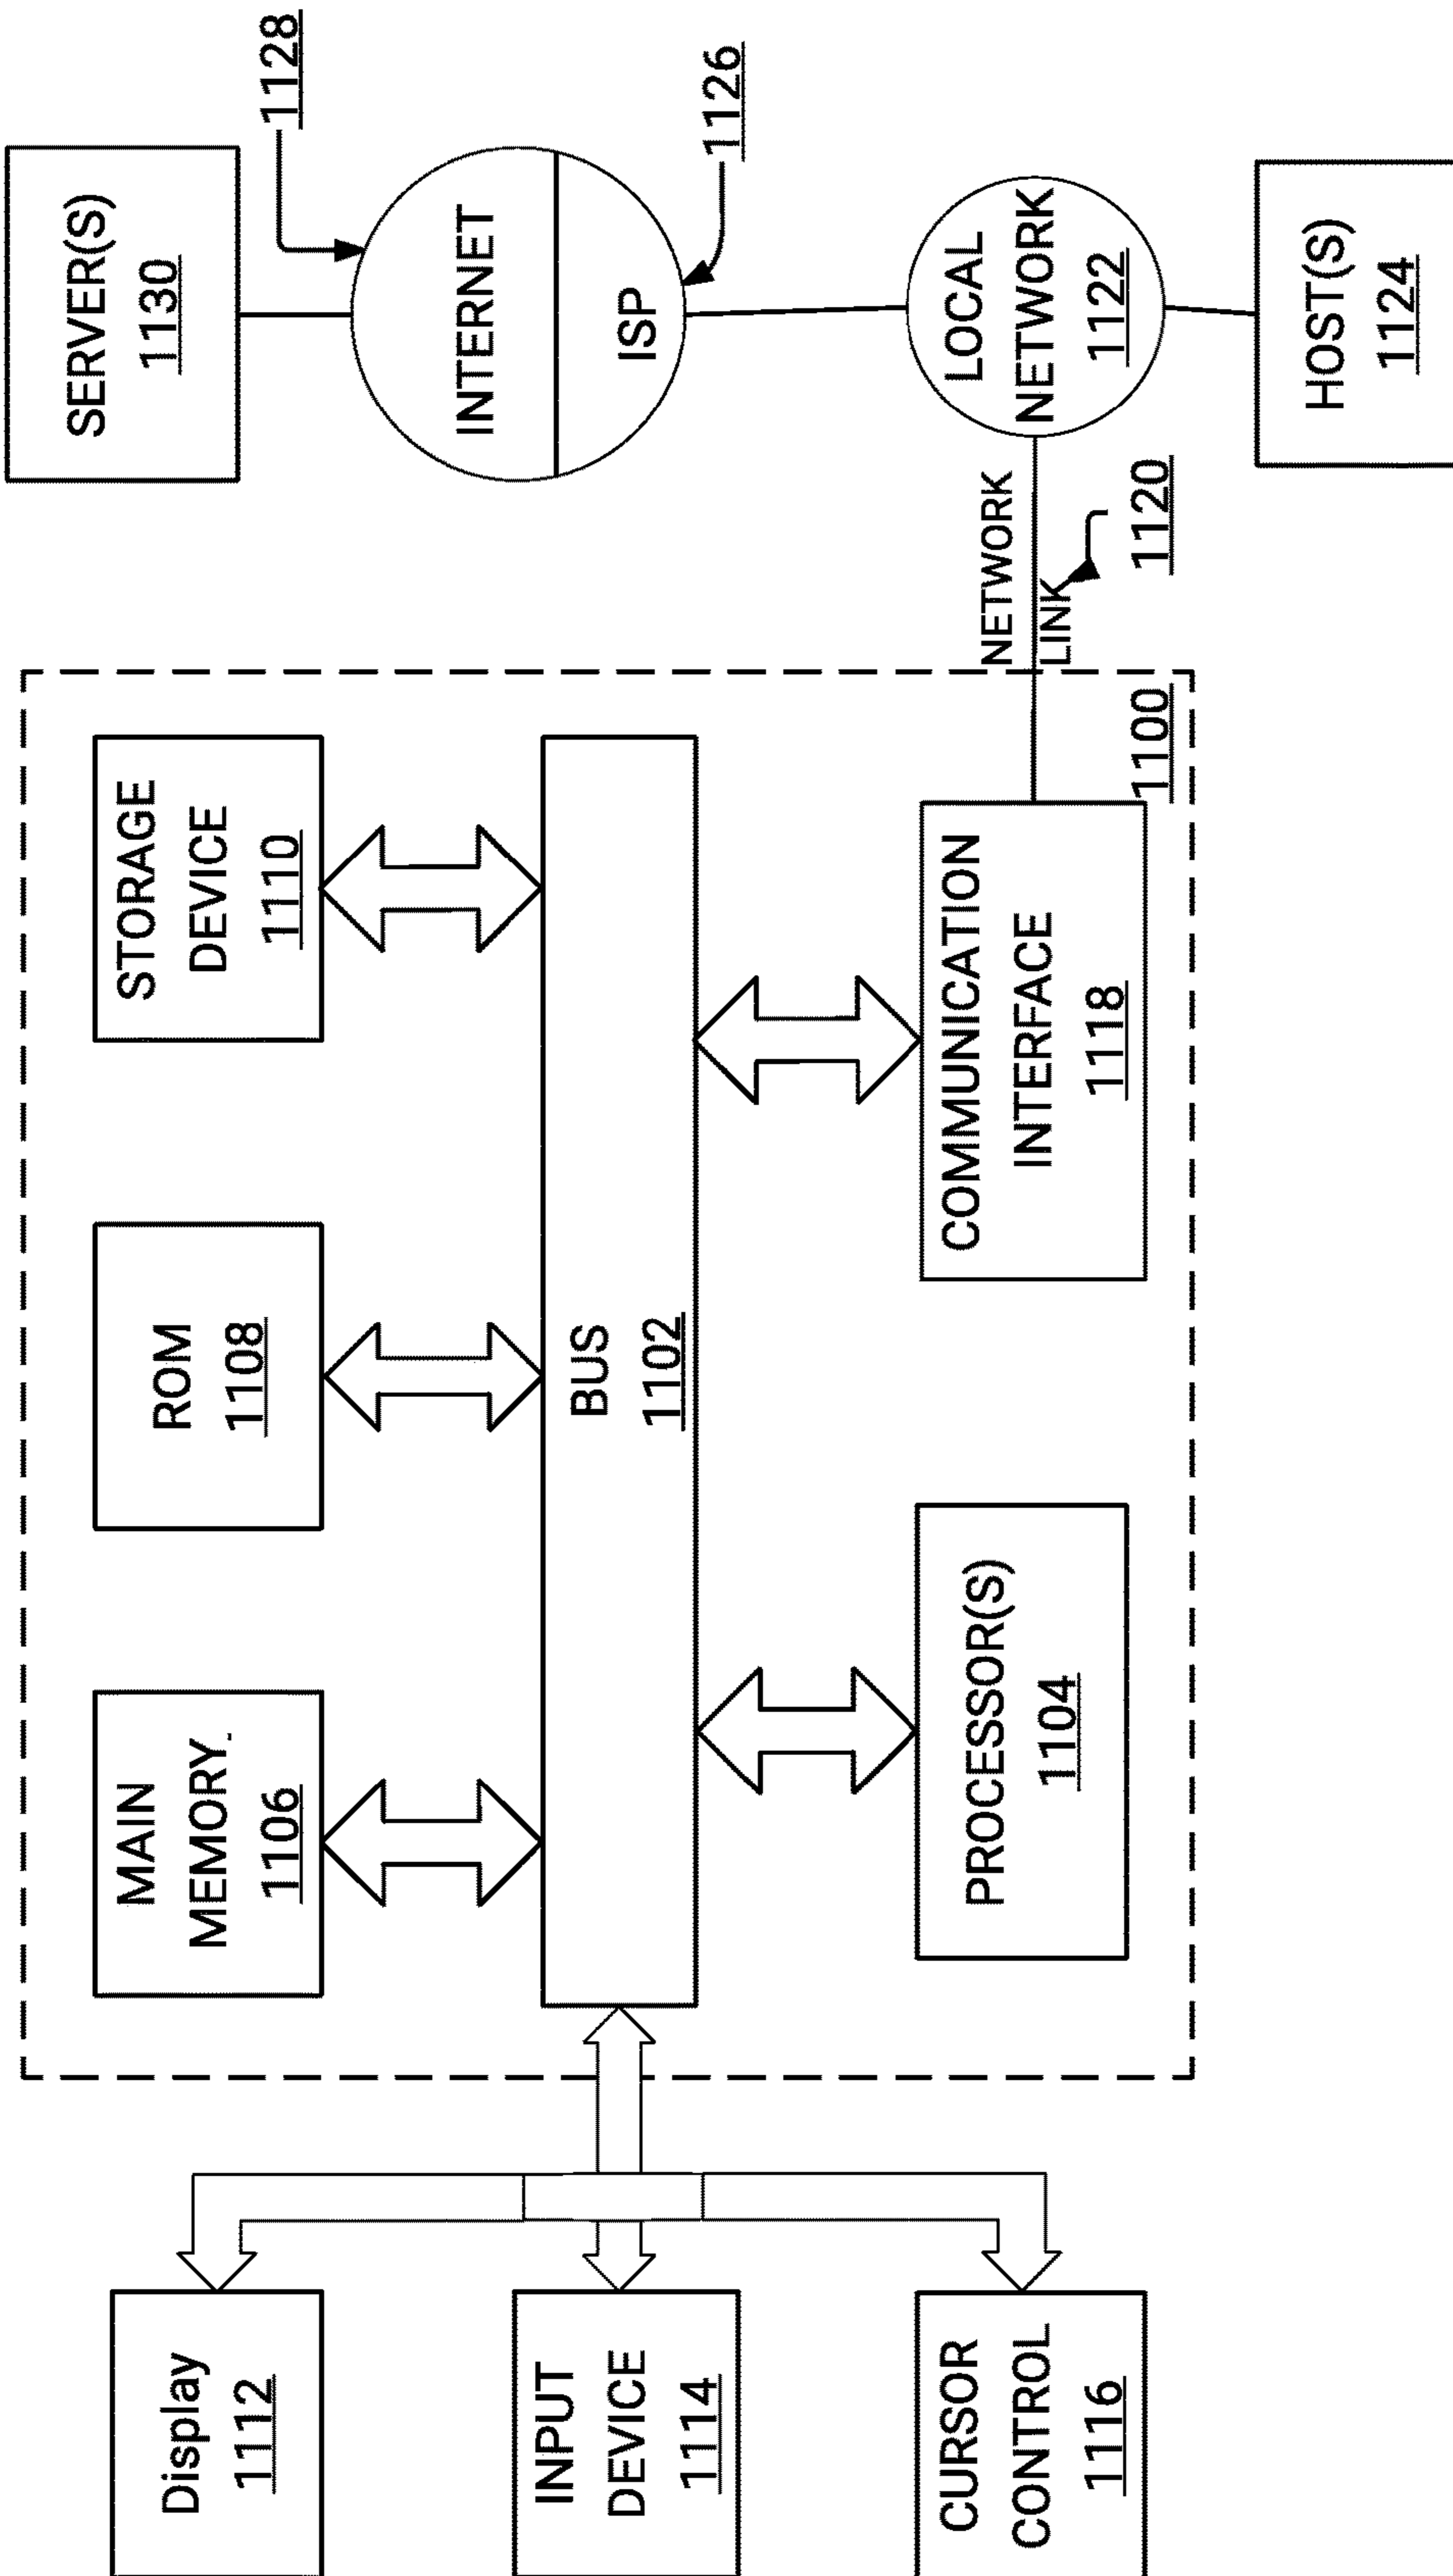 Display
1112
INPUT
DEVICE
1114
CURSOR
CONTROL
1116
MAIN
MEMORY
1106
ROM
1108
STORAGE
DEVICE
1110
BUS
1102
PROCESSOR(S)
1104
COMMUNICATION
INTERFACE
1118
1100
NETWORK
LINK
1120
SERVER(S)
1130
1128
INTERNET
ISP
1126
LOCAL
NETWORK
1122
HOST(S)
1124